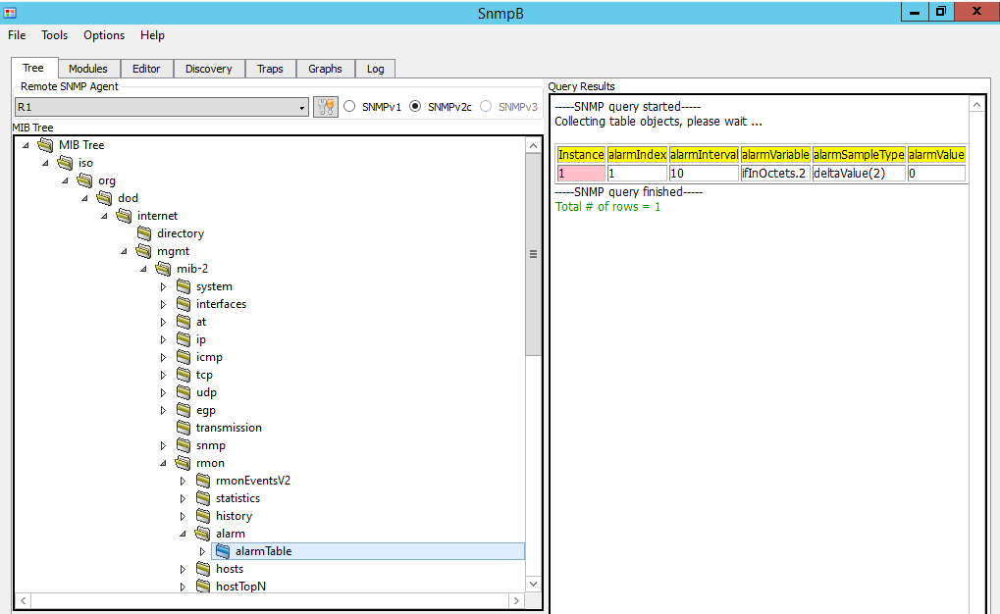 SnmpB
File Tools Options Help
Tree Modules Editor Discovery Traps Graphs Log
Remote SNMP Agent
R1 SNMPv1 SNMPv2c SNMPv3
MIB Tree
MIB Tree
iso
org
dod
internet
directory
mgmt
mib-2
system
interfaces
at
ip
icmp
tcp
udp
egp
transmission
snmp
rmon
rmonEventsV2
statistics
history
alarm
alarmTable
hosts
hostTopN
Query Results
-----SNMP query started-----
Collecting table objects, please wait ...
Instance alarmIndex alarmInterval alarmVariable alarmSampleType alarmValue
1 1 10 ifInOctets.2 deltaValue(2) 0
-----SNMP query finished-----
Total # of rows = 1